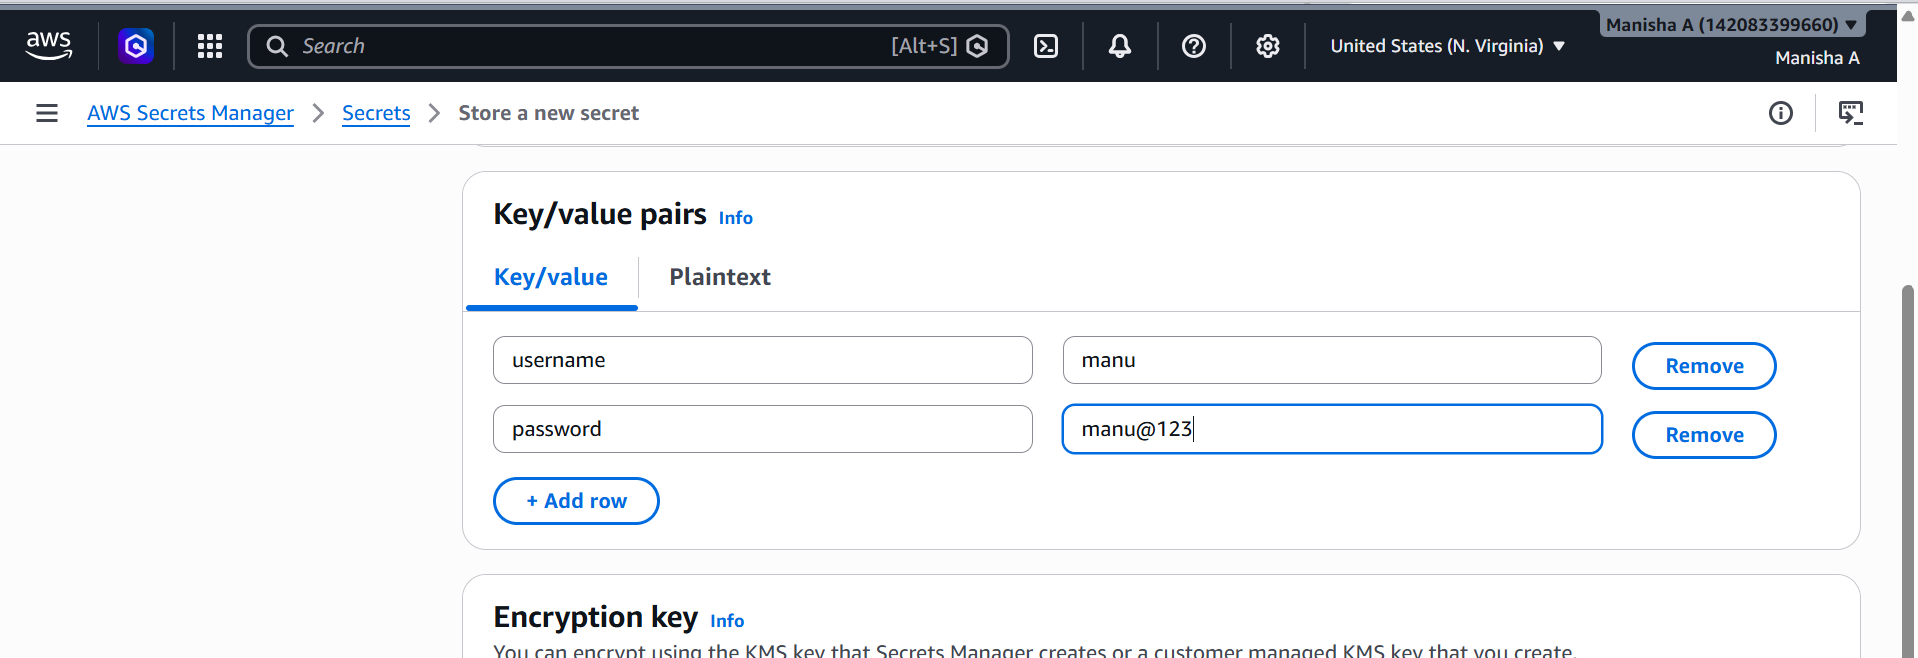 aws
Search
[Alt+S]
United States (N. Virginia)
Manisha A (142083399660)
Manisha A
AWS Secrets Manager
Secrets
Store a new secret
Key/value pairs Info
Key/value
Plaintext
username
manu
Remove
password
manu@123
Remove
+ Add row
Encryption key Info
You can encrypt using the KMS key that Secrets Manager creates or a customer managed KMS key that you create.